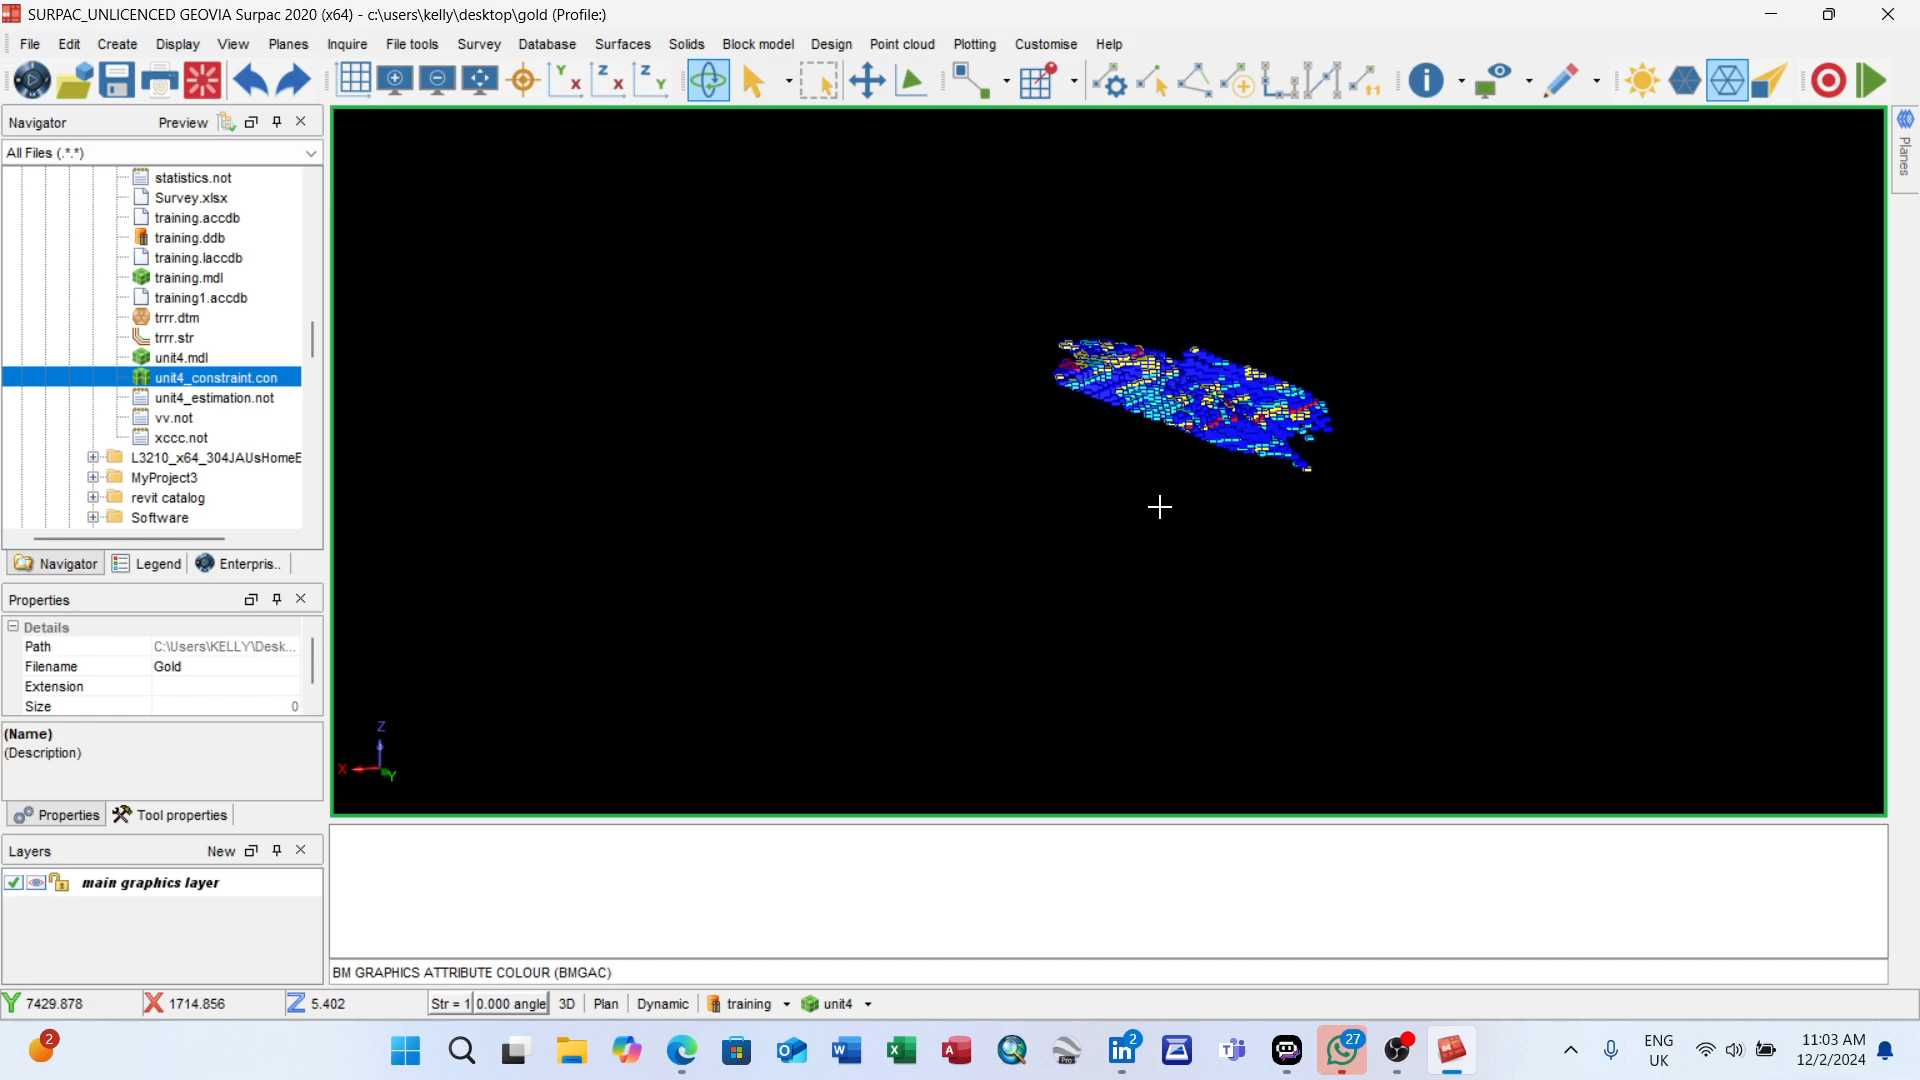 SURPAC_UNLICENCED GEOVIA Surpac 2020 (x64) - c:\users\kelly\desktop\gold (Profile:)
File Edit Create Display View Planes Inquire File tools Survey Database Surfaces Solids Block model Design Point cloud Plotting Customise Help
Navigator Preview
All Files (*.*)
statistics.not
Survey.xlsx
training.accdb
training.ddb
training.laccdb
training.mdl
training1.accdb
trrr.dtm
trrr.str
unit4.mdl
unit4_constraint.con
unit4_estimation.not
vv.not
xccc.not
L3210_x64_304JAUsHomeE
MyProject3
revit catalog
Software
Navigator Legend Enterpris..
Properties
Details
Path C:\Users\KELLY\Desk...
Filename Gold
Extension
Size 0
(Name)
(Description)
Properties Tool properties
Layers New
main graphics layer
Planes
Z
X Y
BM GRAPHICS ATTRIBUTE COLOUR (BMGAC)
Y 7429.878 X 1714.856 Z 5.402 Str = 1 0.000 angle 3D Plan Dynamic training unit4
2 2 27 ENG UK 11:03 AM 12/2/2024